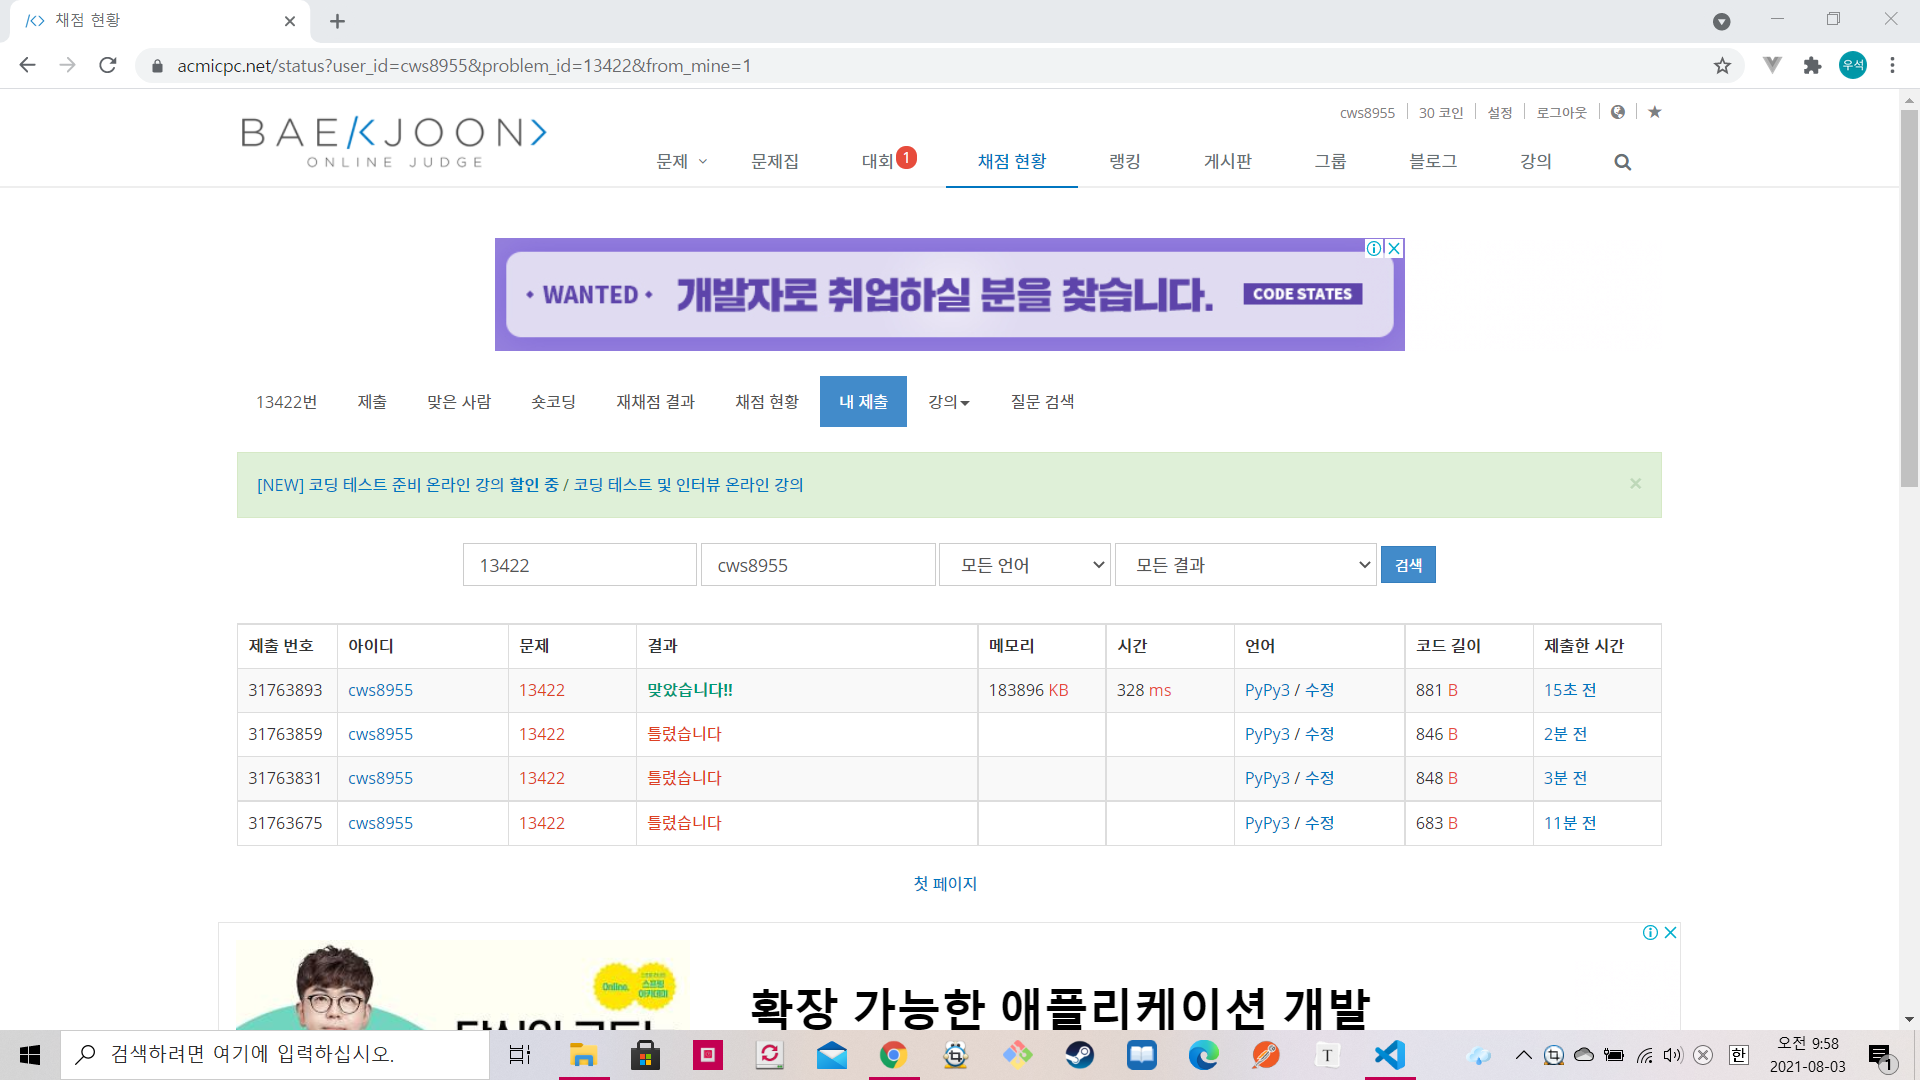 채점 현황
acmicpc.net/status?user_id=cws8955&problem_id=13422&from_mine=1
우석
cws8955 30 코인 설정 로그아웃
BAEKJOON
ONLINE JUDGE
문제 문제집 대회 1 채점 현황 랭킹 게시판 그룹 블로그 강의
WANTED 개발자로 취업하실 분을 찾습니다. CODE STATES
13422번 제출 맞은 사람 숏코딩 재채점 결과 채점 현황 내 제출 강의 질문 검색
[NEW] 코딩 테스트 준비 온라인 강의 할인 중 / 코딩 테스트 및 인터뷰 온라인 강의 ×
13422 cws8955 모든 언어 모든 결과 검색
제출 번호 아이디 문제 결과 메모리 시간 언어 코드 길이 제출한 시간
31763893 cws8955 13422 맞았습니다!! 183896 KB 328 ms PyPy3 / 수정 881 B 15초 전
31763859 cws8955 13422 틀렸습니다 PyPy3 / 수정 846 B 2분 전
31763831 cws8955 13422 틀렸습니다 PyPy3 / 수정 848 B 3분 전
31763675 cws8955 13422 틀렸습니다 PyPy3 / 수정 683 B 11분 전
첫 페이지
Online.
확장 가능한 애플리케이션 개발
검색하려면 여기에 입력하십시오.
T
한
오전 9:58
2021-08-03
1